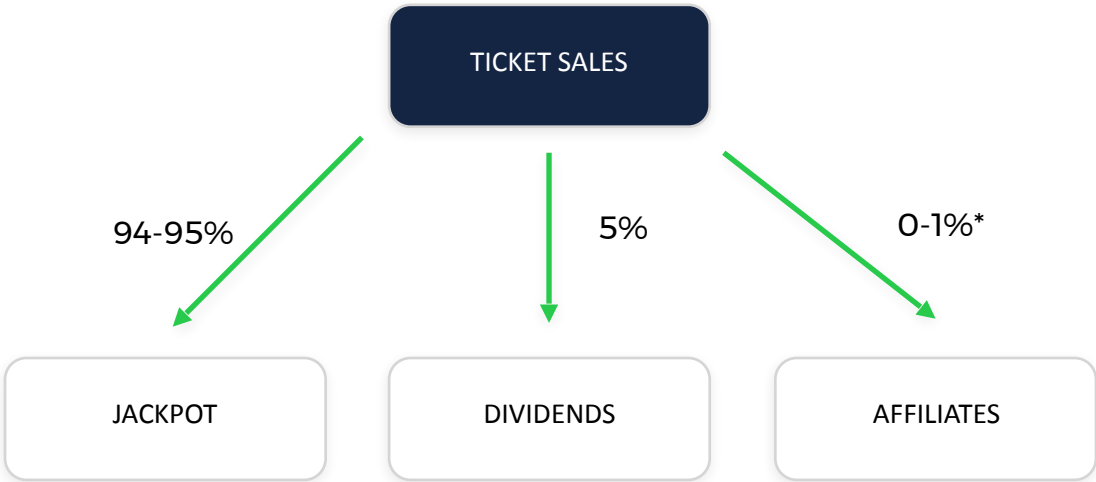 TICKET SALES
94-95%
5%
0-1%*
JACKPOT
DIVIDENDS
AFFILIATES